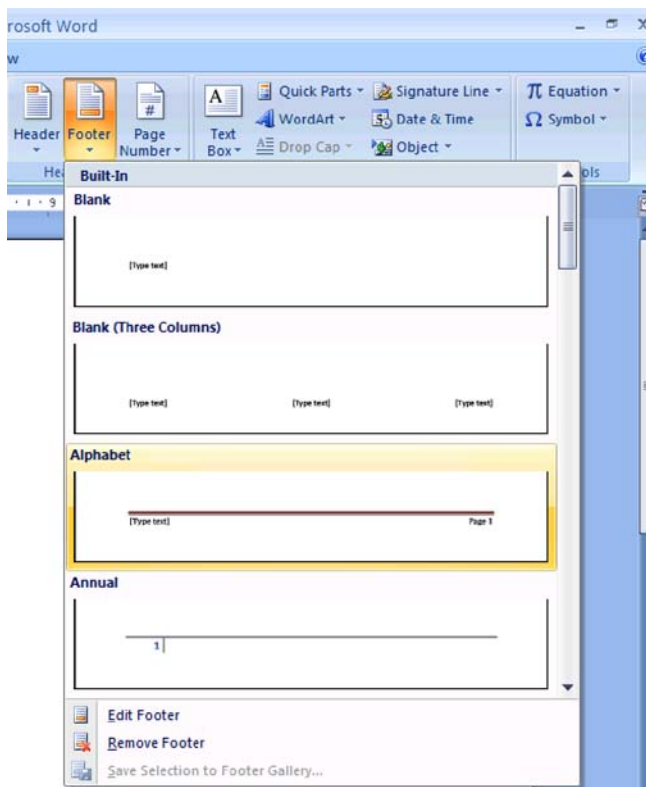 rosoft Word
w
Header Footer Page Number Text Box Quick Parts Signature Line Equation
WordArt Date & Time Symbol
Drop Cap Object
He ols
Built-In
1 9
Blank
[Type text]
Blank (Three Columns)
[Type text] [Type text] [Type text]
Alphabet
[Type text] Page 1
Annual
1
Edit Footer
Remove Footer
Save Selection to Footer Gallery...